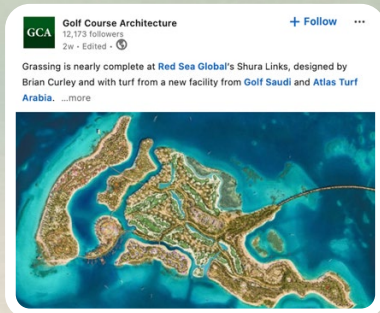 GCA
Golf Course Architecture
12,173 followers
2w • Edited •
+ Follow
Grassing is nearly complete at Red Sea Global's Shura Links, designed by
Brian Curley and with turf from a new facility from Golf Saudi and Atlas Turf
Arabia. ...more